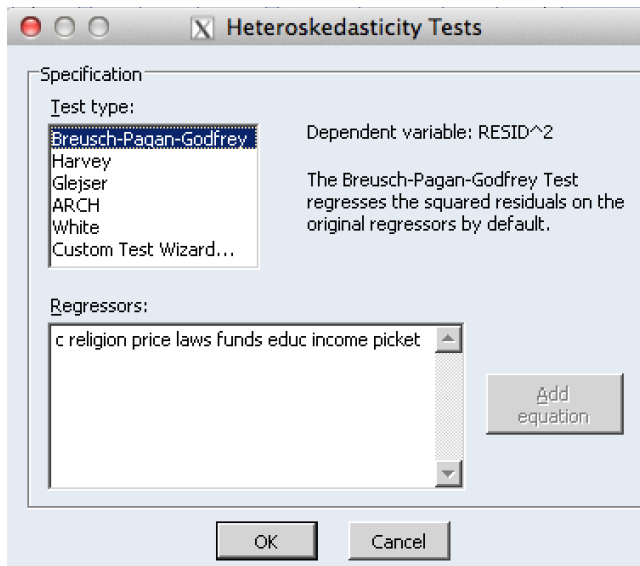 X Heteroskedasticity Tests
Specification
Test type:
Breusch-Pagan-Godfrey
Harvey
Glejser
ARCH
White
Custom Test Wizard...
Dependent variable: RESID^2
The Breusch-Pagan-Godfrey Test
regresses the squared residuals on the
original regressors by default.
Regressors:
c religion price laws funds educ income picket
Add
equation
OK
Cancel